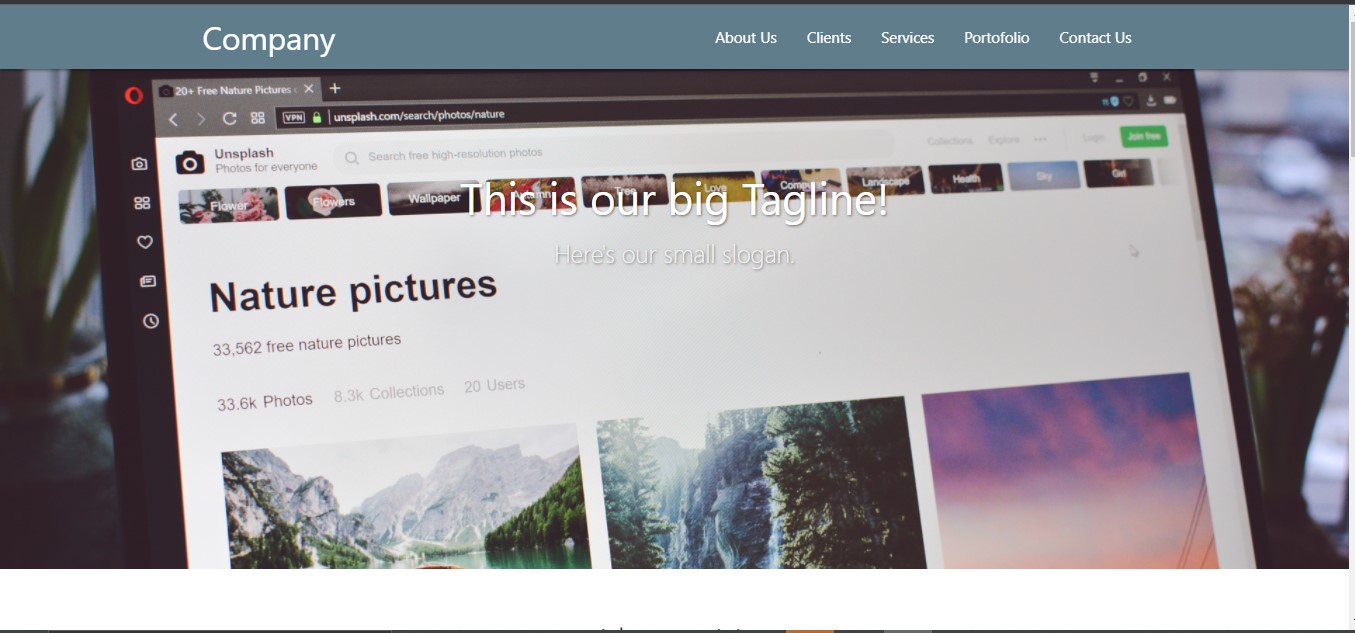 Company
About Us Clients Services Portofolio Contact Us
20+ Free Nature Pictures
VPN unsplash.com/search/photos/nature
Unsplash
Photos for everyone
Search free high-resolution photos
Collections Explore Login Join free
Flower Flowers Wallpaper Autumn Tree Love Landscape Health Sky Girl
This is our big Tagline!
Here's our small slogan.
Nature pictures
33,562 free nature pictures
33.6k Photos 8.3k Collections 20 Users